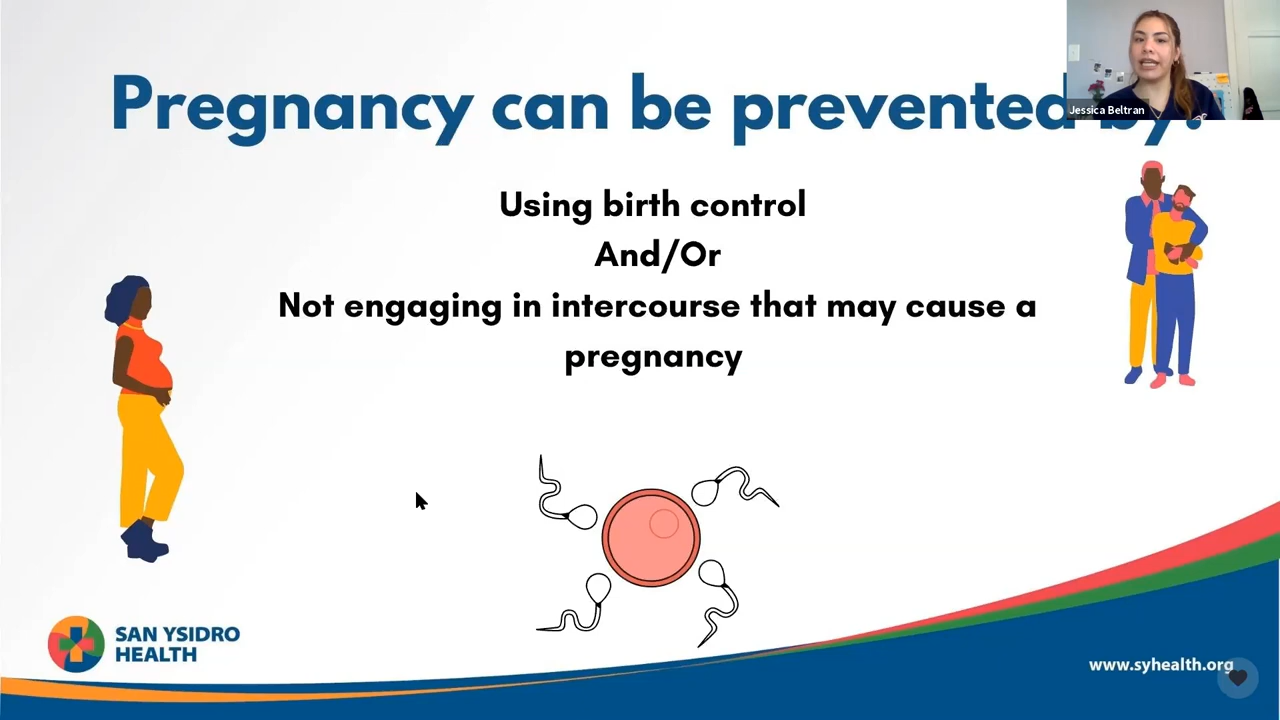 Pregnancy can be prevented by:
Jessica Beltran
Using birth control
And/Or
Not engaging in intercourse that may cause a
pregnancy
SAN YSIDRO
HEALTH
www.syhealth.org